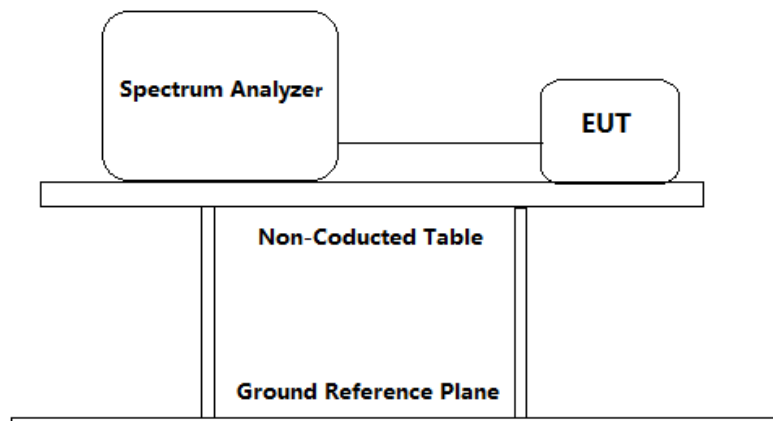 Spectrum Analyzer
EUT
Non-Coducted Table
Ground Reference Plane